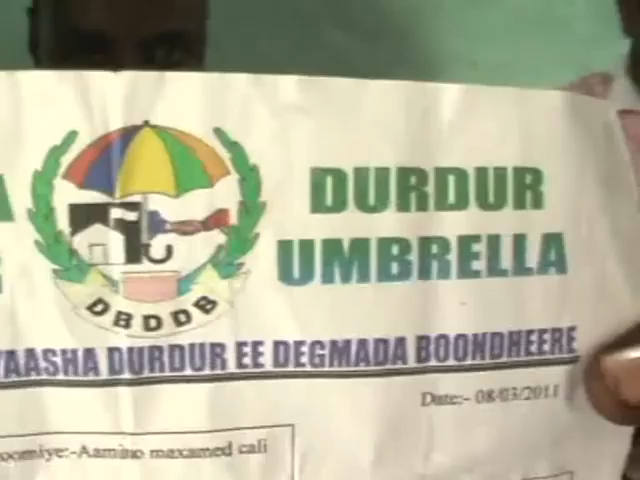 DURDUR
UMBRELLA
DBDDB
DURDUR EE DEGMADA BOONDHEERE
Date:- 08/03/2011
Aamino maxamed cali